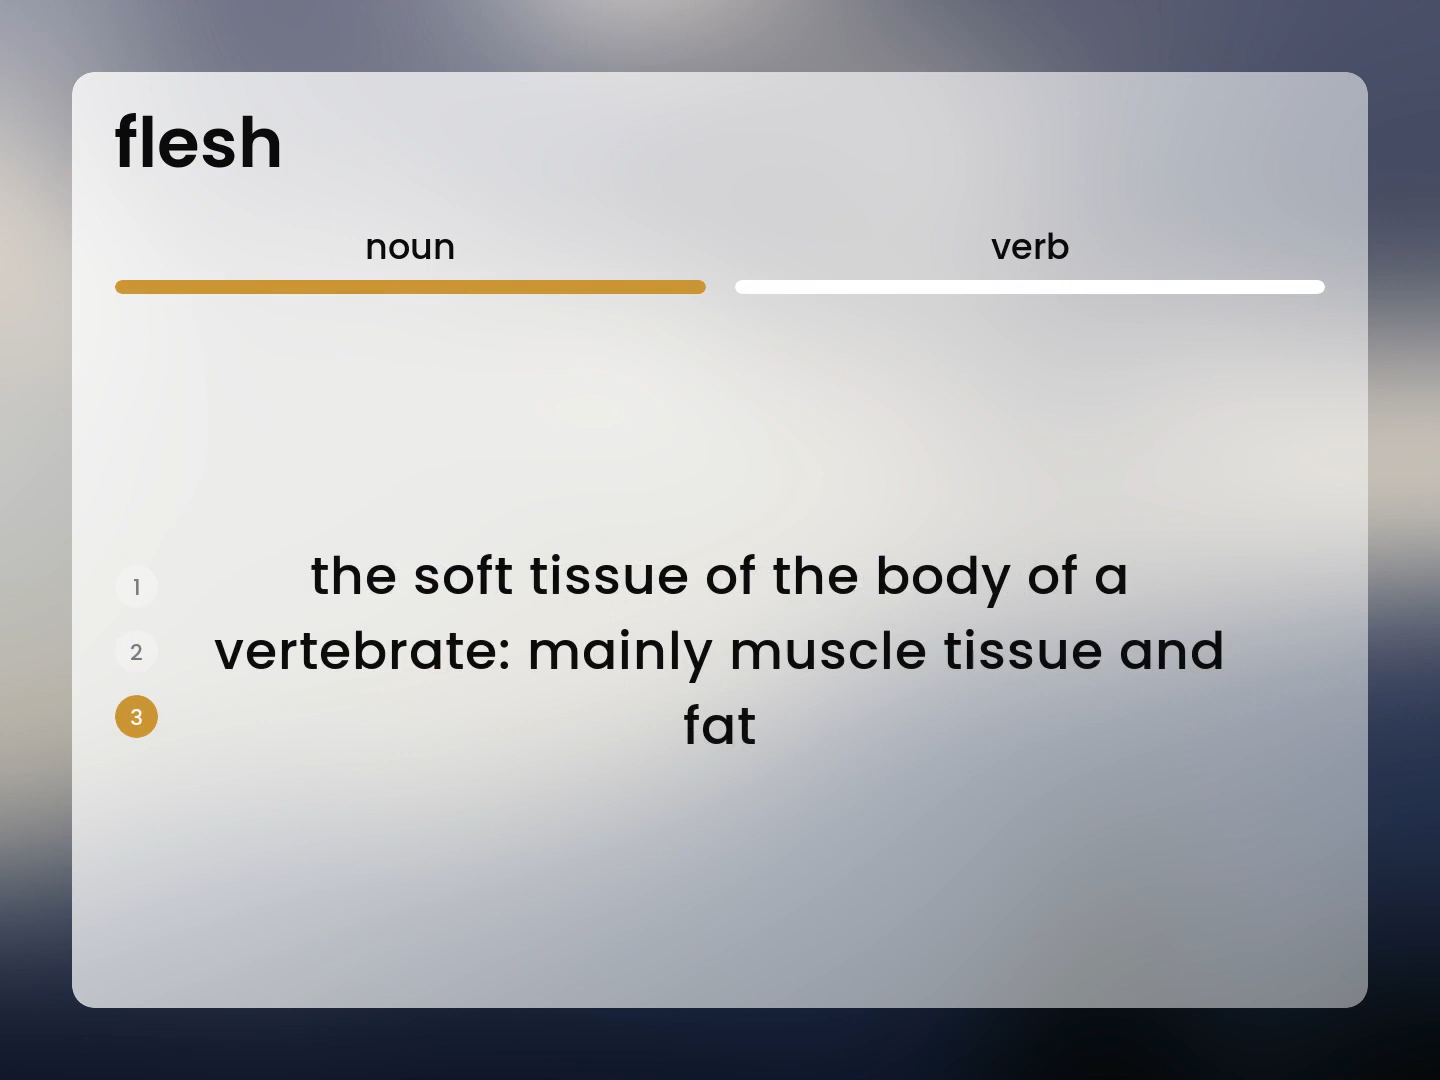 flesh
noun
verb
the soft tissue of the body of a
vertebrate: mainly muscle tissue and
fat
1
2
3